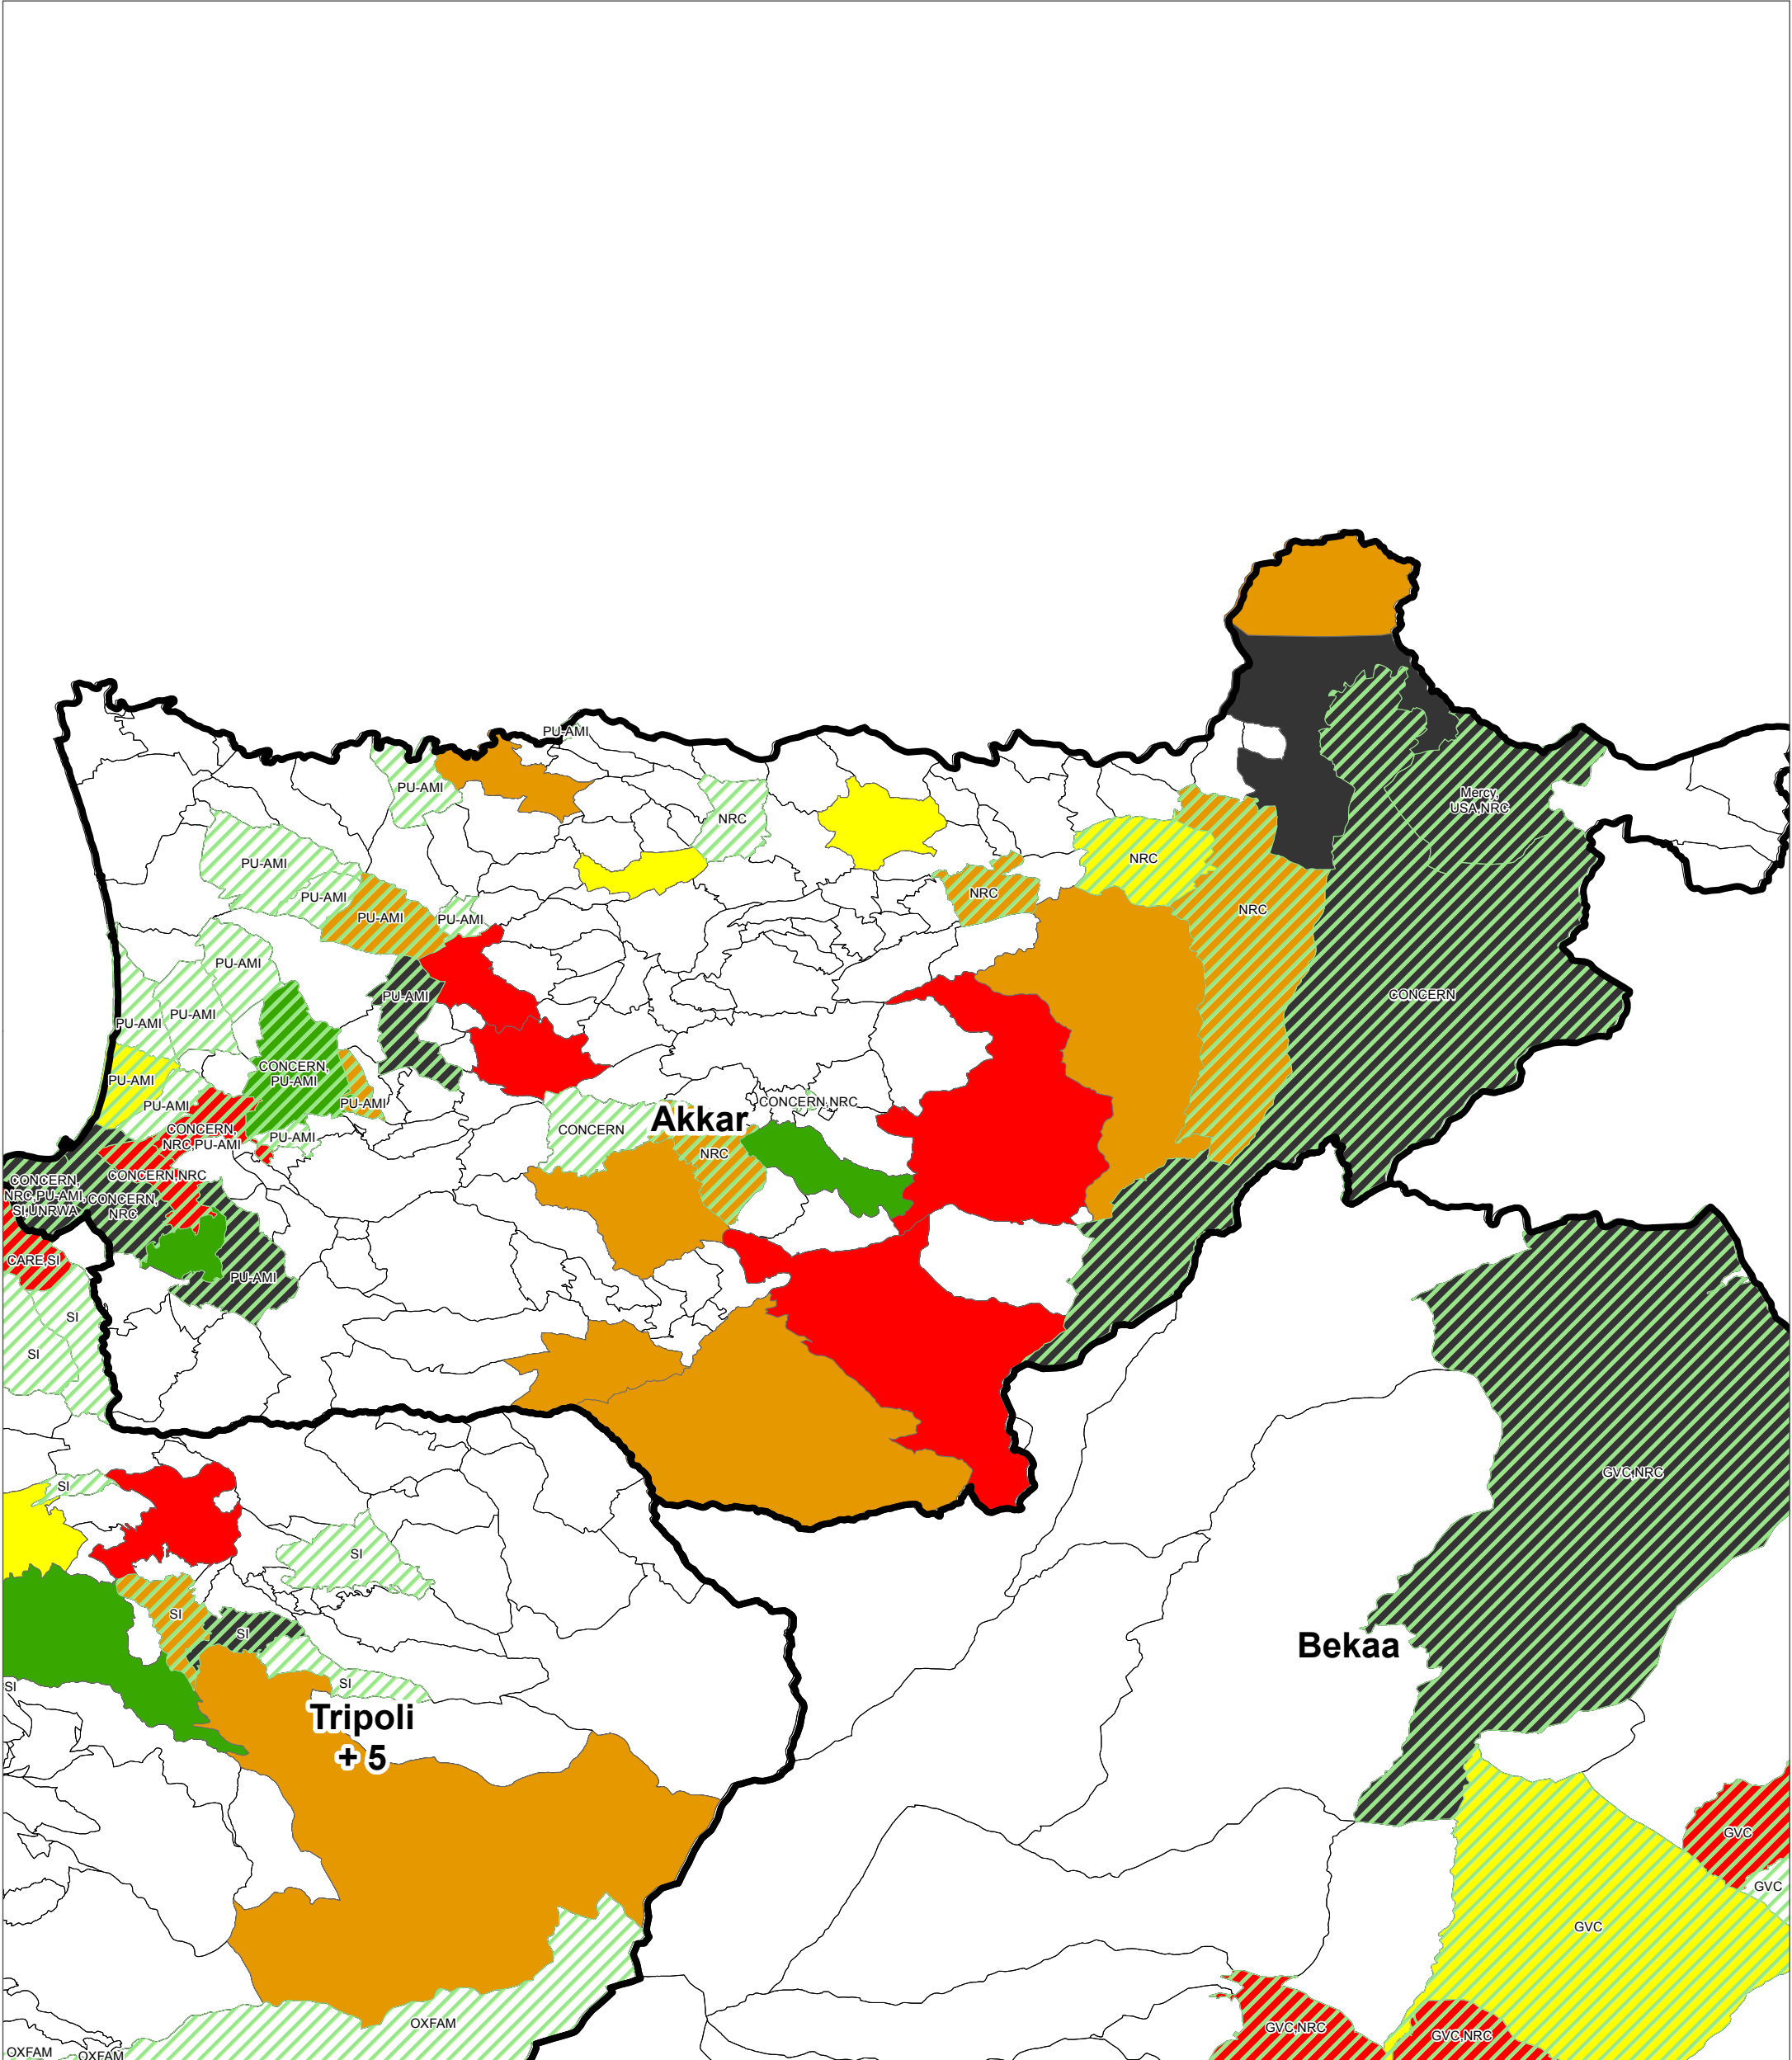 PU-AMI
PU-AMI
Mercy,
USA,NRC
NRC
NRC
PU-AMI
NRC
PU-AMI
NRC
PU-AMI
PU-AMI
PU-AMI
PU-AMI
CONCERN
PU-AMI
PU-AMI
CONCERN,
PU-AMI
PU-AMI
CONCERN,NRC
PU-AMI
PU-AMI
Akkar
CONCERN,
NRC,PU-AMI
CONCERN
PU-AMI
NRC
CONCERN,NRC
CONCERN,
NRC,PU-AMI,
SI,UNRWA
CONCERN,
NRC
CARE,SI
PU-AMI
SI
SI
GVC,NRC
SI
SI
SI
SI
Bekaa
SI
SI
Tripoli
+ 5
GVC
GVC
GVC
OXFAM
GVC,NRC
GVC,NRC
OXFAM
OXFAM